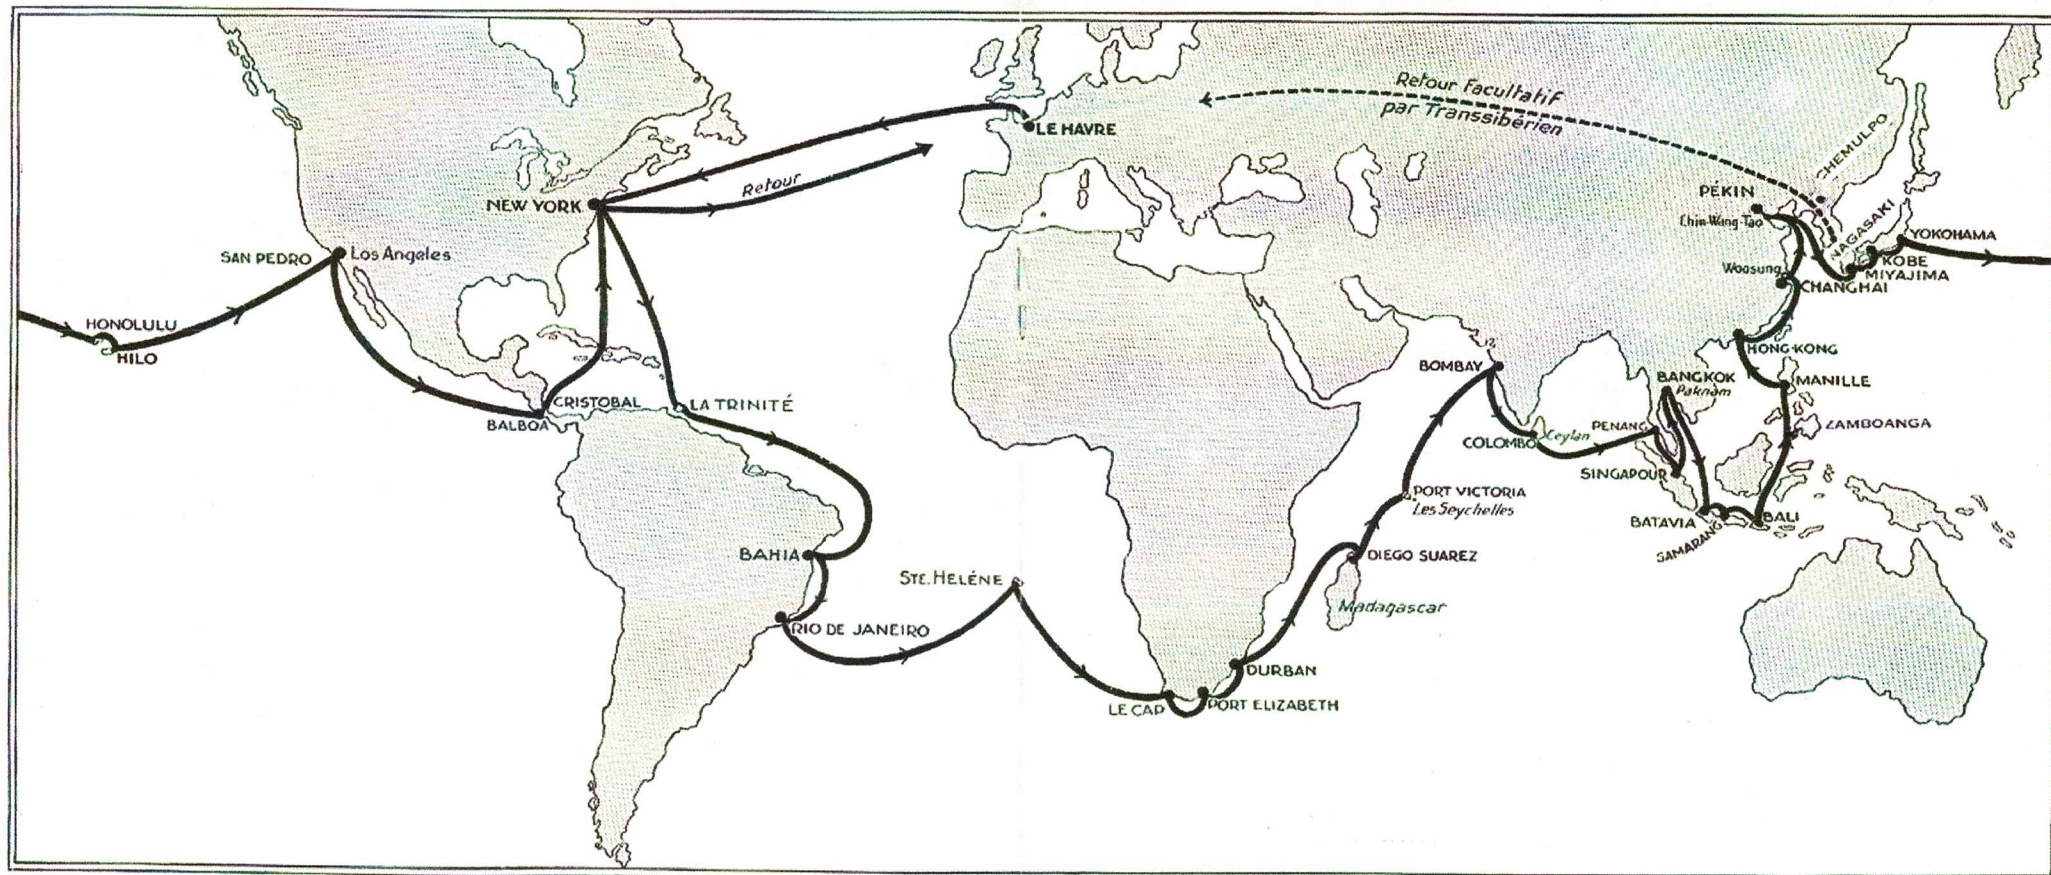 Retour Facultatif
par Transsibérien
LE HAVRE
CHEMULPO
Retour
NEW YORK
PÉKIN
Chin-Wang-Tao
NAGASAKI
YOKOHAMA
KOBE
MIYAJIMA
SAN PEDRO
Los Angeles
Woosung
CHANGHAI
HONOLULU
HILO
HONG-KONG
BOMBAY
BANGKOK
Paknam
MANILLE
CRISTOBAL
BALBOA
LA TRINITÉ
PENANG
ZAMBOANGA
COLOMBO
Ceylan
SINGAPOUR
PORT VICTORIA
Les Seychelles
BATAVIA
SAMARANG
BALI
BAHIA
DIEGO SUAREZ
STE. HELÉNE
Madagascar
RIO DE JANEIRO
DURBAN
LE CAP
PORT ELIZABETH